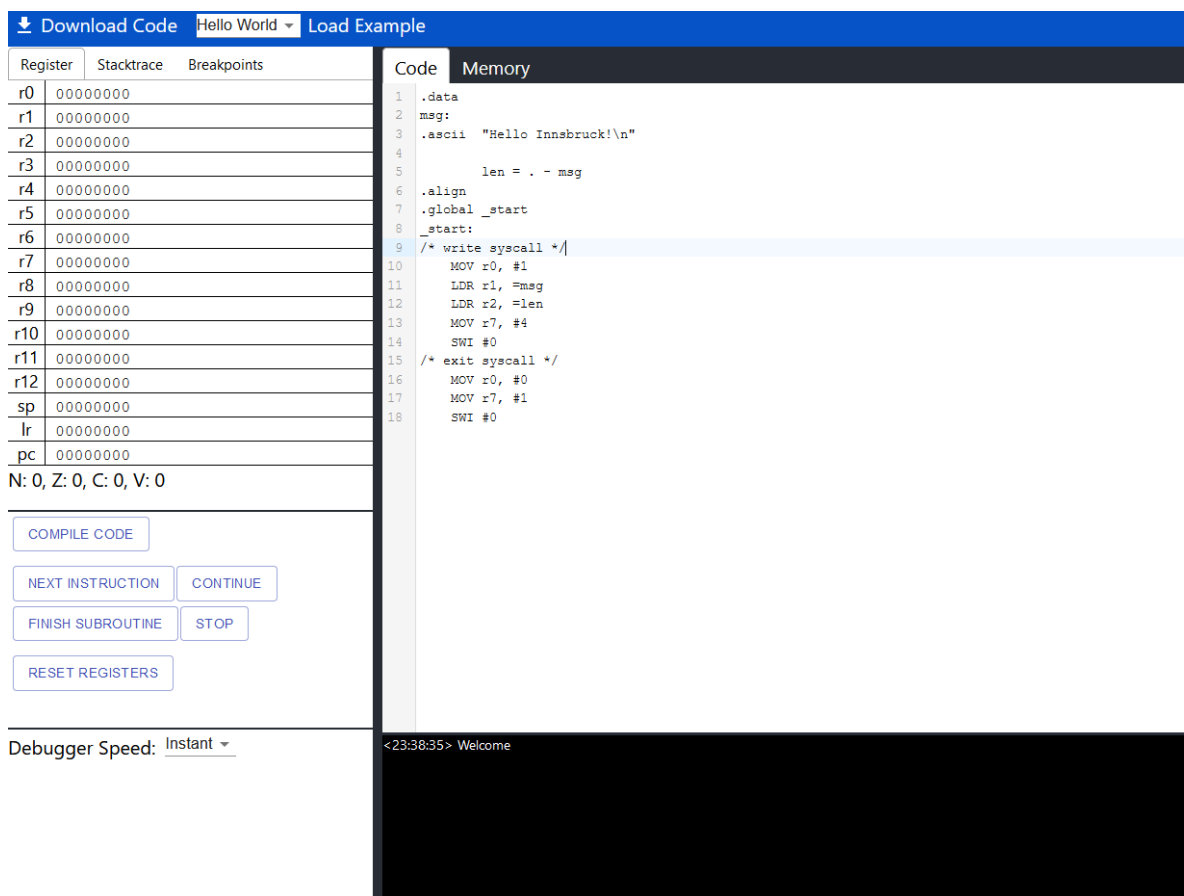 Download Code Hello World Load Example
Register Stacktrace Breakpoints
r0 00000000
r1 00000000
r2 00000000
r3 00000000
r4 00000000
r5 00000000
r6 00000000
r7 00000000
r8 00000000
r9 00000000
r10 00000000
r11 00000000
r12 00000000
sp 00000000
lr 00000000
pc 00000000
N: 0, Z: 0, C: 0, V: 0
COMPILE CODE
NEXT INSTRUCTION CONTINUE
FINISH SUBROUTINE STOP
RESET REGISTERS
Debugger Speed: Instant
Code Memory
1 .data
2 msg:
3 .ascii "Hello Innsbruck!\n"
4
5 len = . - msg
6 .align
7 .global _start
8 _start:
9 /* write syscall */
10 MOV r0, #1
11 LDR r1, =msg
12 LDR r2, =len
13 MOV r7, #4
14 SWI #0
15 /* exit syscall */
16 MOV r0, #0
17 MOV r7, #1
18 SWI #0
<23:38:35> Welcome